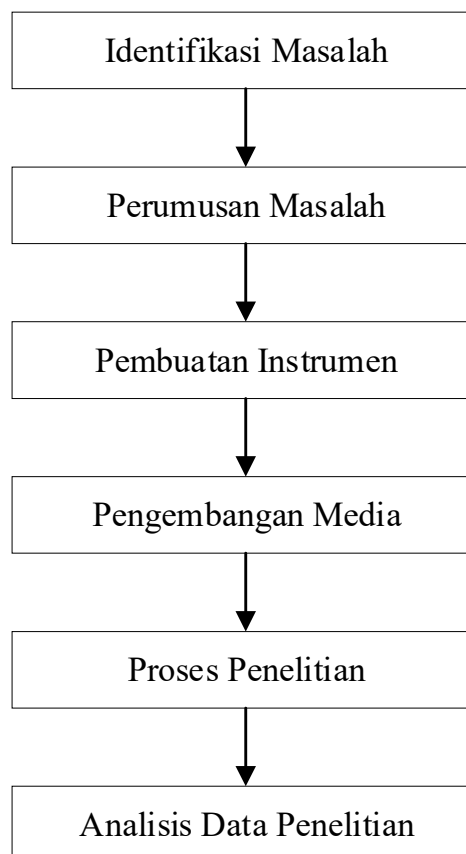 Identifikasi Masalah
Perumusan Masalah
Pembuatan Instrumen
Pengembangan Media
Proses Penelitian
Analisis Data Penelitian